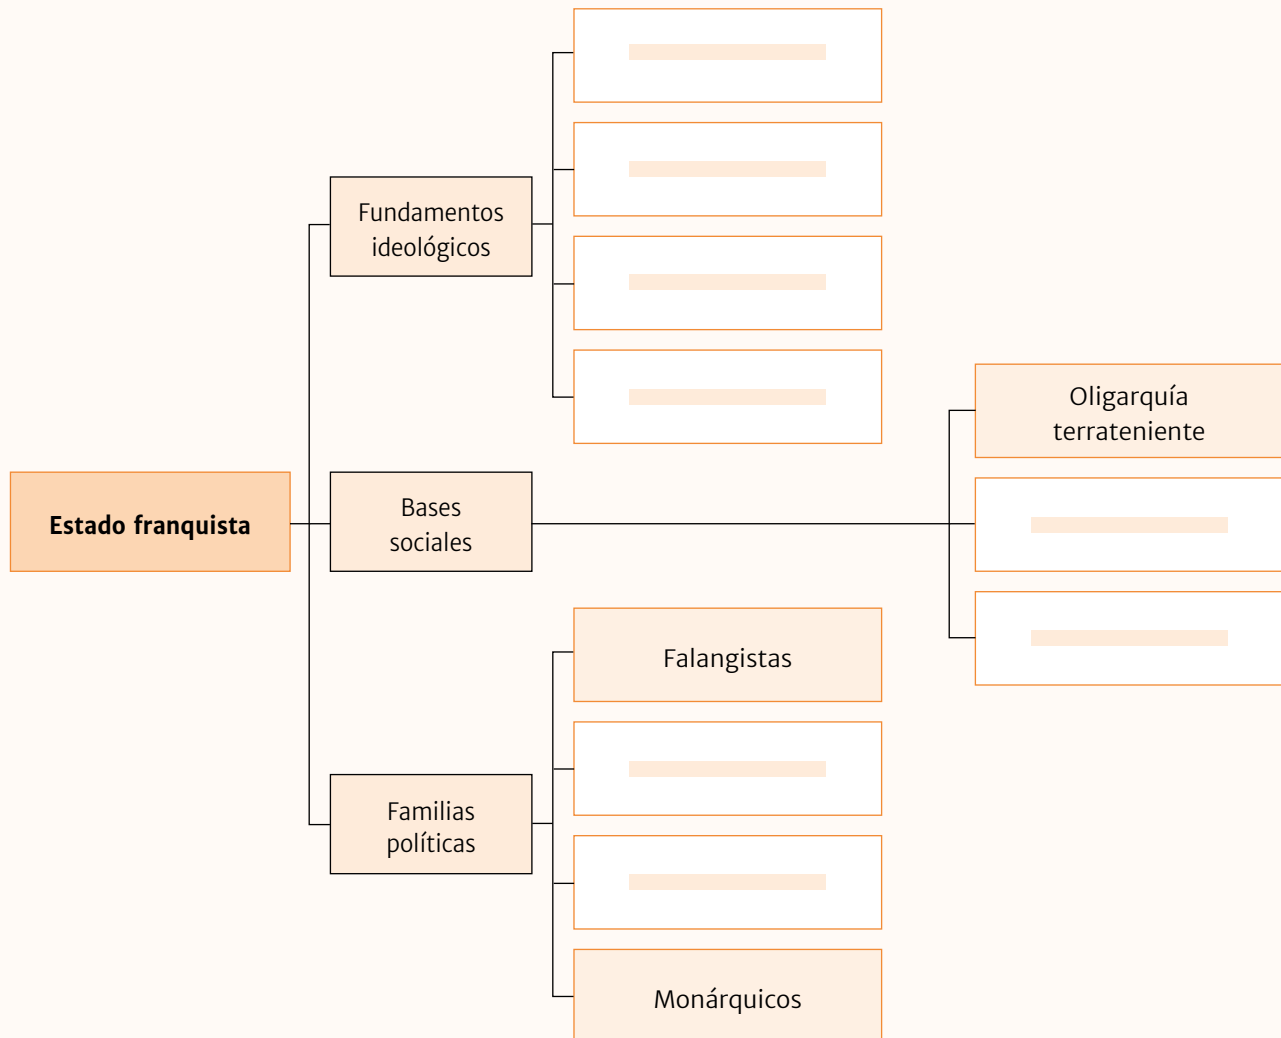 Estado franquista
Fundamentos
ideológicos
Bases
sociales
Oligarquía
terrateniente
Familias
políticas
Falangistas
Monárquicos